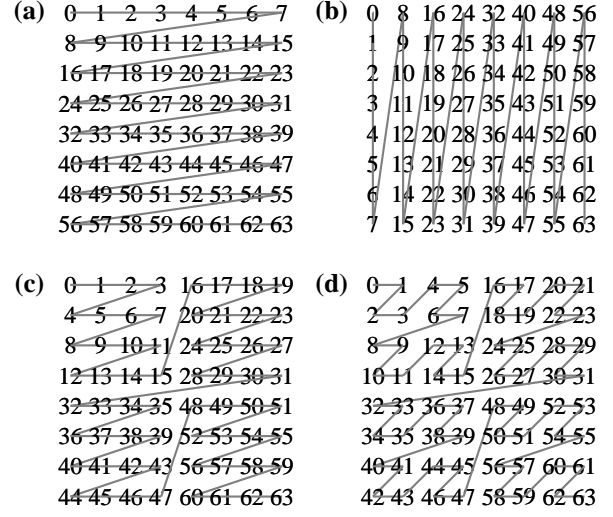 (a)
0 1 2 3 4 5 6 7
8 9 10 11 12 13 14 15
16 17 18 19 20 21 22 23
24 25 26 27 28 29 30 31
32 33 34 35 36 37 38 39
40 41 42 43 44 45 46 47
48 49 50 51 52 53 54 55
56 57 58 59 60 61 62 63
(b)
0 8 16 24 32 40 48 56
1 9 17 25 33 41 49 57
2 10 18 26 34 42 50 58
3 11 19 27 35 43 51 59
4 12 20 28 36 44 52 60
5 13 21 29 37 45 53 61
6 14 22 30 38 46 54 62
7 15 23 31 39 47 55 63
(c)
0 1 2 3 16 17 18 19
4 5 6 7 20 21 22 23
8 9 10 11 24 25 26 27
12 13 14 15 28 29 30 31
32 33 34 35 48 49 50 51
36 37 38 39 52 53 54 55
40 41 42 43 56 57 58 59
44 45 46 47 60 61 62 63
(d)
0 1 4 5 16 17 20 21
2 3 6 7 18 19 22 23
8 9 12 13 24 25 28 29
10 11 14 15 26 27 30 31
32 33 36 37 48 49 52 53
34 35 38 39 50 51 54 55
40 41 44 45 56 57 60 61
42 43 46 47 58 59 62 63